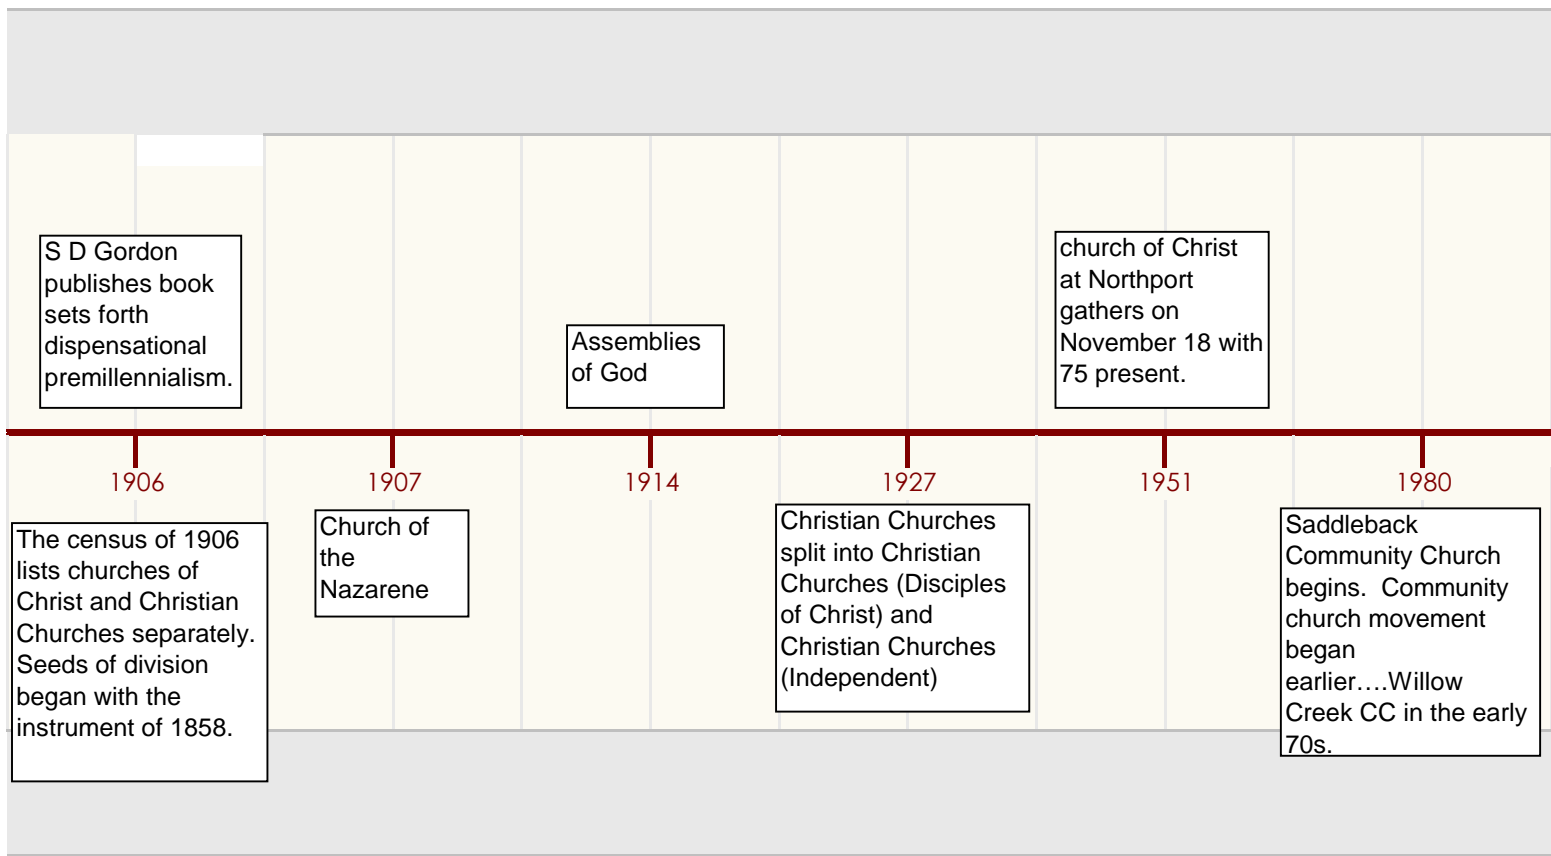 S D Gordon
publishes book
sets forth
dispensational
premillennialism.
Assemblies
of God
church of Christ
at Northport
gathers on
November 18 with
75 present.
1906
1907
1914
1927
1951
1980
The census of 1906
lists churches of
Christ and Christian
Churches separately.
Seeds of division
began with the
instrument of 1858.
Church of
the
Nazarene
Christian Churches
split into Christian
Churches (Disciples
of Christ) and
Christian Churches
(Independent)
Saddleback
Community Church
begins.  Community
church movement
began
earlier….Willow
Creek CC in the early
70s.